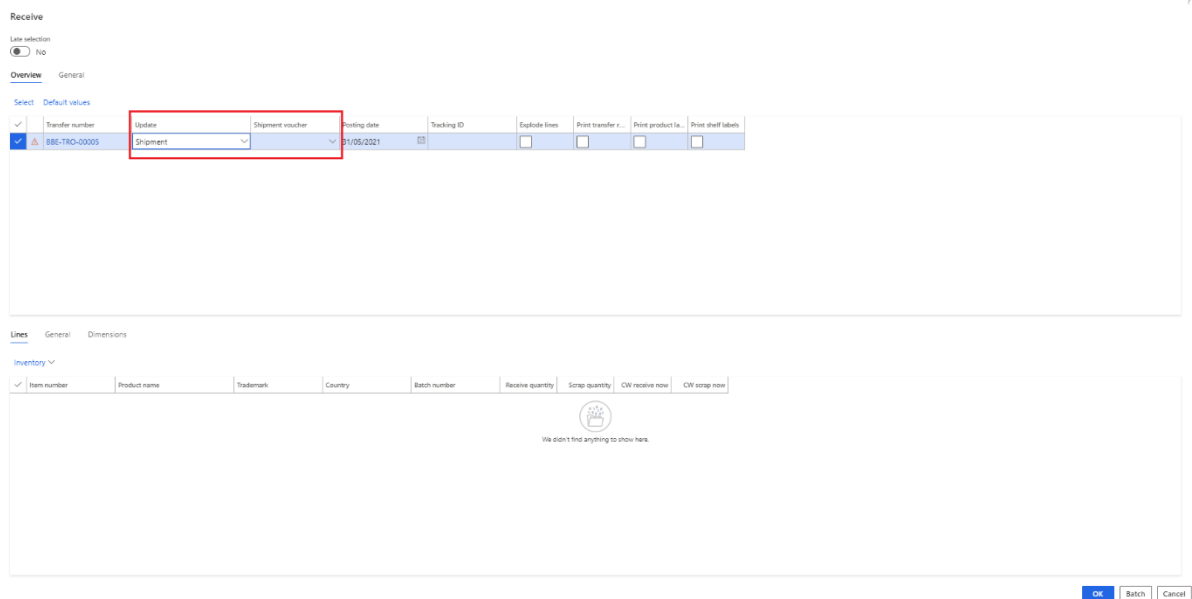 Receive
Late selection
No
Overview General
Select Default values
Transfer number Update Shipment voucher Posting date Tracking ID Explode lines Print transfer r... Print product la... Print shelf labels
BBE-TRO-00005 Shipment 31/05/2021
Lines General Dimensions
Inventory
Item number Product name Trademark Country Batch number Receive quantity Scrap quantity CW receive now CW scrap now
We didn't find anything to show here.
OK Batch Cancel